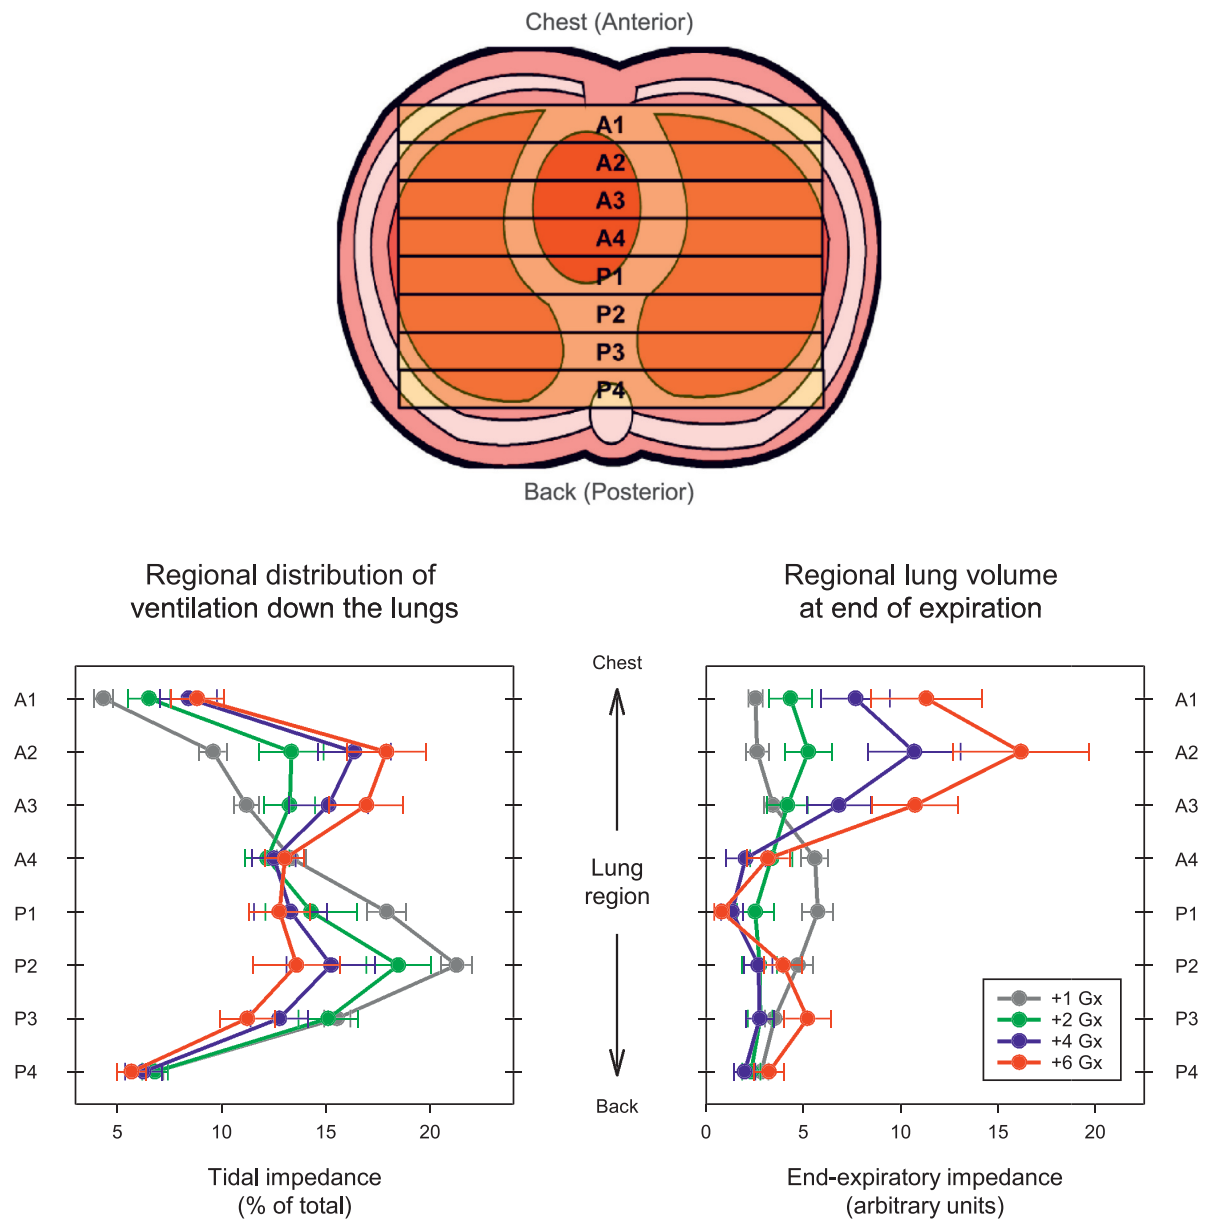 Chest (Anterior)
A1
A2
A3
A4
P1
P2
P3
P4
Back (Posterior)
Regional distribution of
ventilation down the lungs
Regional lung volume
at end of expiration
A1
A2
A3
A4
P1
P2
P3
P4
5 10 15 20
Tidal impedance
(% of total)
Chest
Lung
region
Back
A1
A2
A3
A4
P1
P2
P3
P4
+1 Gx
+2 Gx
+4 Gx
+6 Gx
0 5 10 15 20
End-expiratory impedance
(arbitrary units)